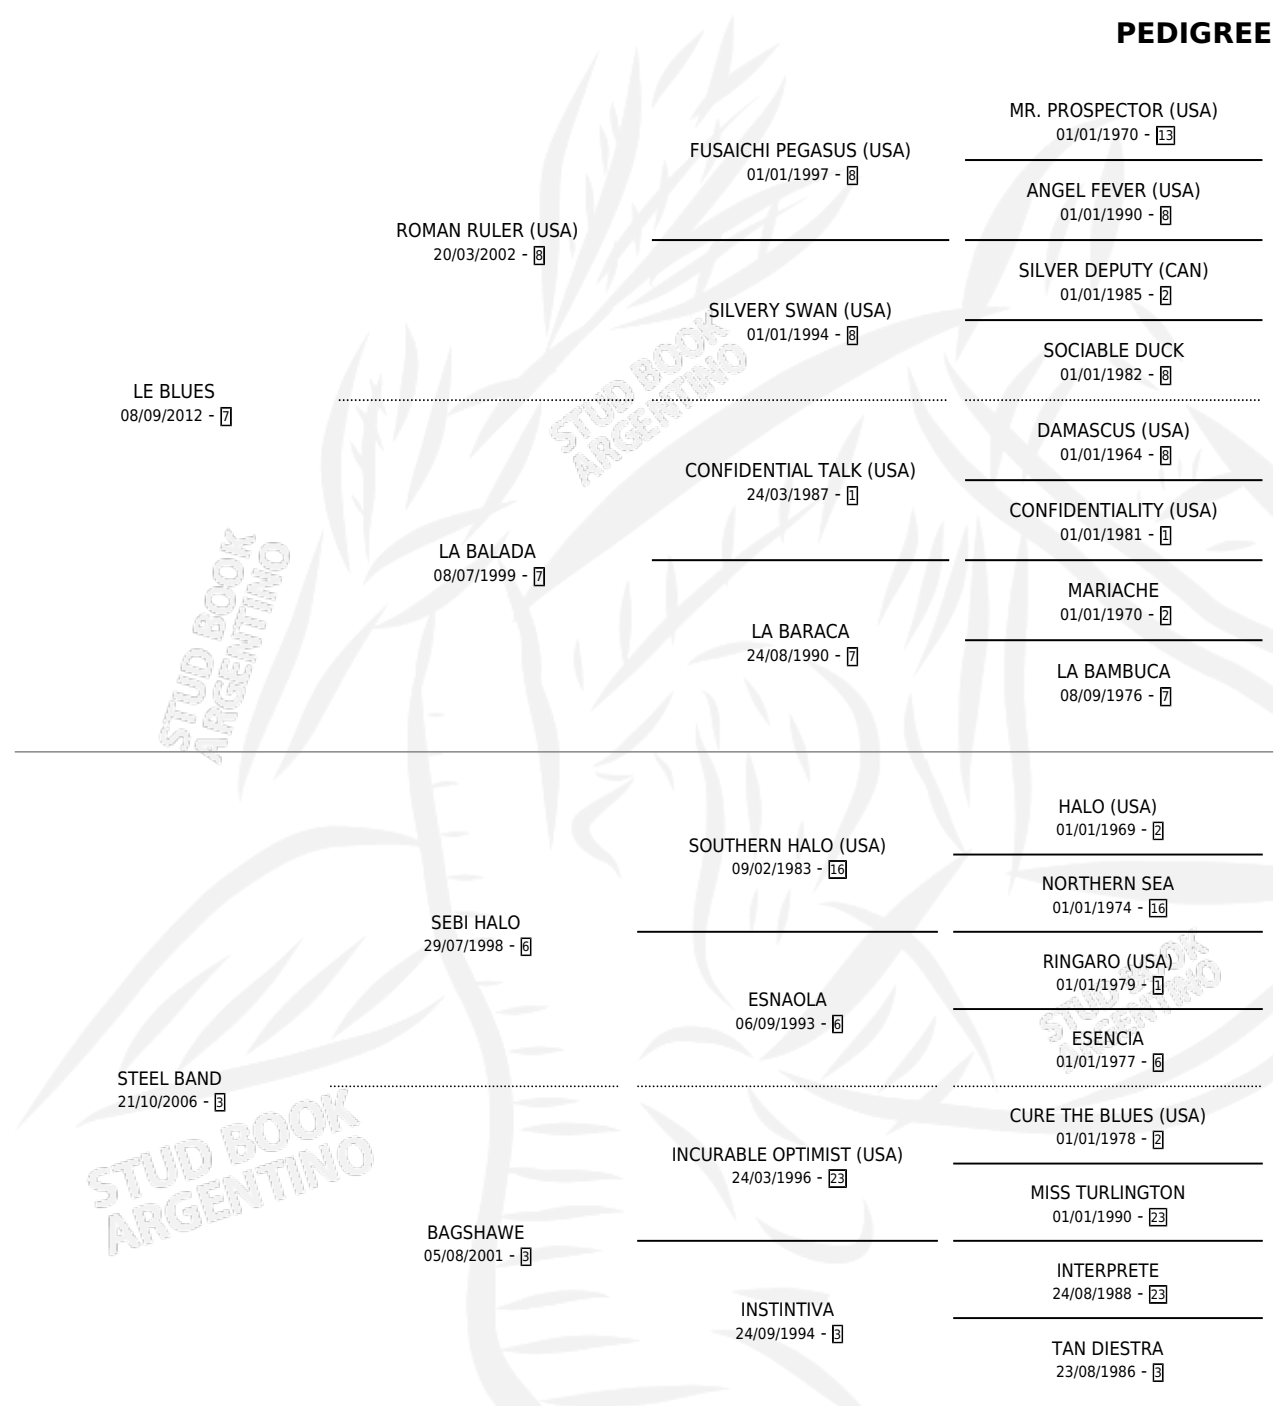 PEDIGREE
MR. PROSPECTOR (USA)
01/01/1970 - 13
FUSAICHI PEGASUS (USA)
01/01/1997 - 8
ANGEL FEVER (USA)
01/01/1990 - 8
ROMAN RULER (USA)
20/03/2002 - 8
SILVER DEPUTY (CAN)
01/01/1985 - 2
SILVERY SWAN (USA)
01/01/1994 - 8
SOCIABLE DUCK
01/01/1982 - 8
LE BLUES
08/09/2012 - 7
STUD BOOK
ARGENTINO
DAMASCUS (USA)
01/01/1964 - 8
CONFIDENTIAL TALK (USA)
24/03/1987 - 1
CONFIDENTIALITY (USA)
01/01/1981 - 1
LA BALADA
08/07/1999 - 7
MARIACHE
01/01/1970 - 2
LA BARACA
24/08/1990 - 7
LA BAMBUCA
08/09/1976 - 7
STUD BOOK
ARGENTINO
HALO (USA)
01/01/1969 - 2
SOUTHERN HALO (USA)
09/02/1983 - 16
NORTHERN SEA
01/01/1974 - 16
SEBI HALO
29/07/1998 - 6
RINGARO (USA)
01/01/1979 - 1
ESNAOLA
06/09/1993 - 6
STUD BOOK
ARGENTINO
ESENCIA
01/01/1977 - 6
STEEL BAND
21/10/2006 - 3
STUD BOOK
ARGENTINO
CURE THE BLUES (USA)
01/01/1978 - 2
INCURABLE OPTIMIST (USA)
24/03/1996 - 23
MISS TURLINGTON
01/01/1990 - 23
BAGSHAWE
05/08/2001 - 3
INTERPRETE
24/08/1988 - 23
INSTINTIVA
24/09/1994 - 3
TAN DIESTRA
23/08/1986 - 3